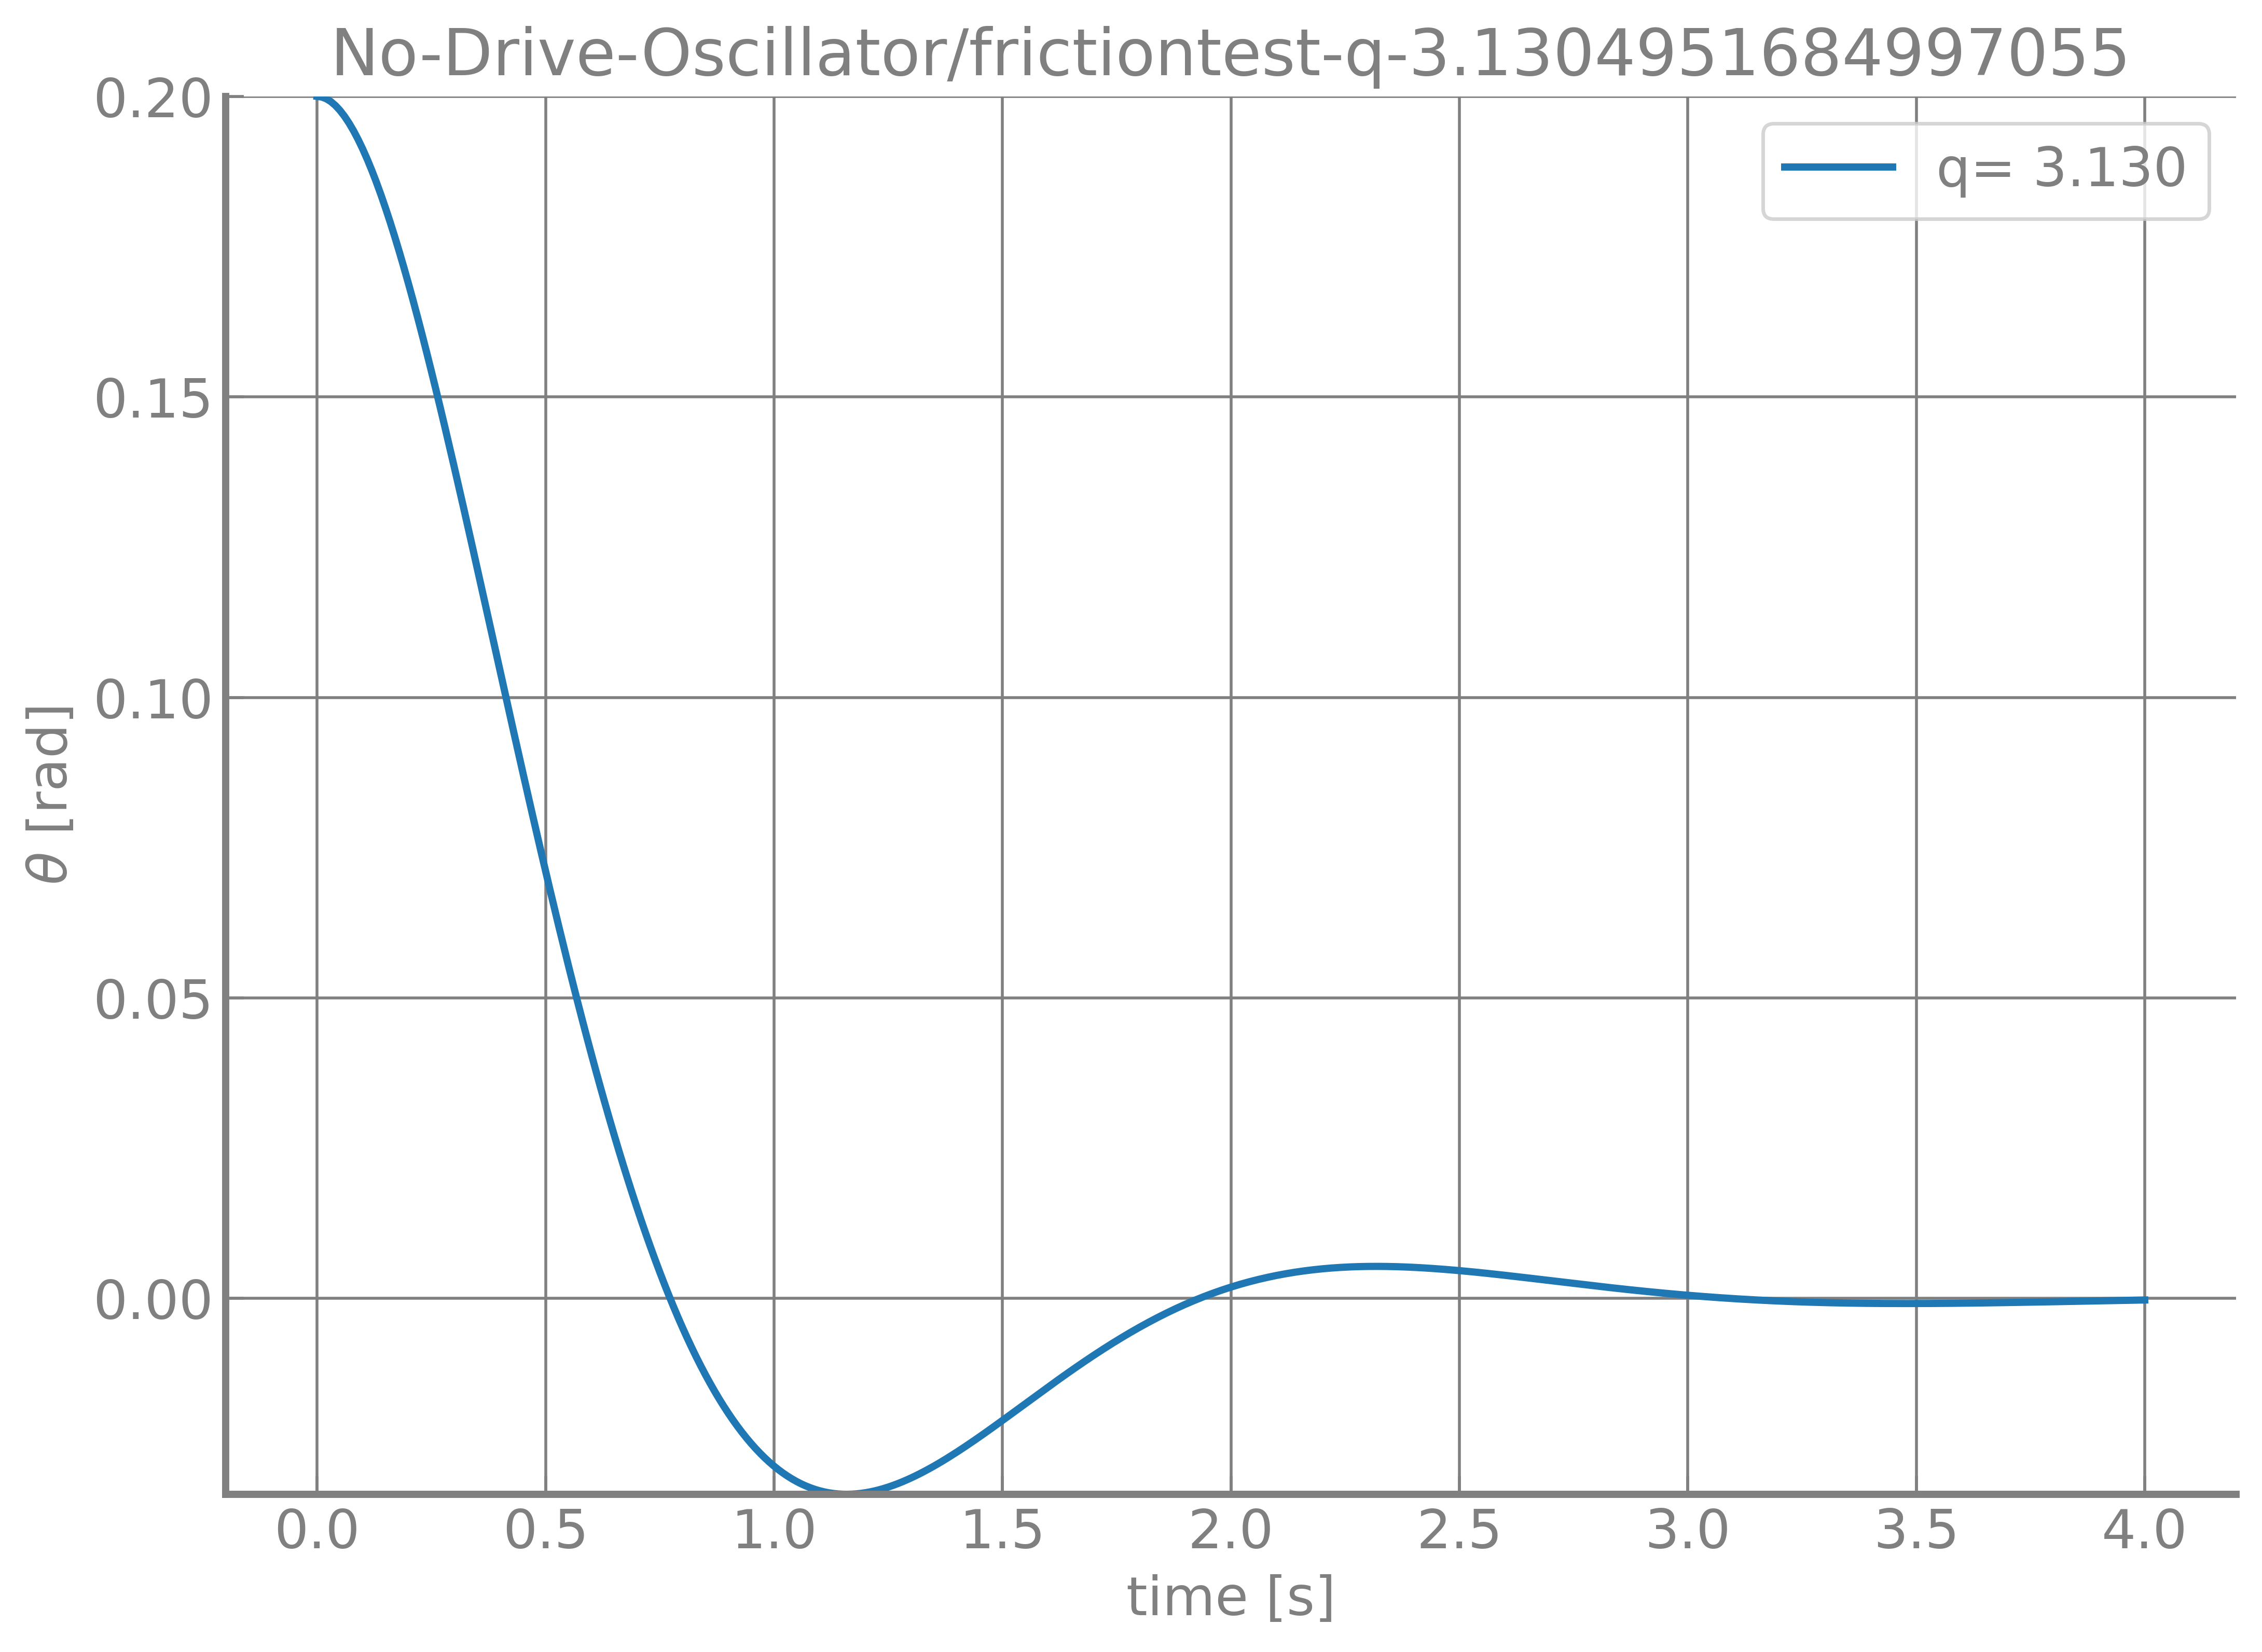 No-Drive-Oscillator/frictiontest-q-3.1304951684997055
q= 3.130
0.20
0.15
0.10
0.05
0.00
θ [rad]
0.0 0.5 1.0 1.5 2.0 2.5 3.0 3.5 4.0
time [s]